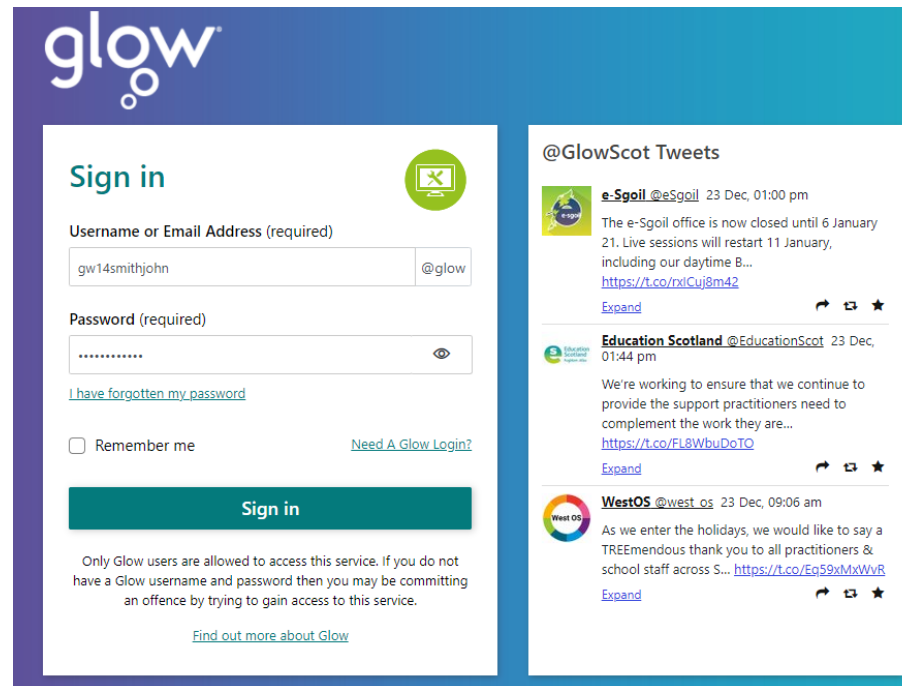 glow
Sign in
Username or Email Address (required)
gw14smithjohn
@glow
Password (required)
••••••••••••
I have forgotten my password
Remember me
Need A Glow Login?
Sign in
Only Glow users are allowed to access this service. If you do not
have a Glow username and password then you may be committing
an offence by trying to gain access to this service.
Find out more about Glow
@GlowScot Tweets
e-sgoil
e-Sgoil @eSgoil 23 Dec, 01:00 pm
The e-Sgoil office is now closed until 6 January
21. Live sessions will restart 11 January,
including our daytime B...
https://t.co/rxICuj8m42
Expand
Education
Scotland
Education Scotland @EducationScot 23 Dec,
01:44 pm
We're working to ensure that we continue to
provide the support practitioners need to
complement the work they are...
https://t.co/FL8WbuDoTO
Expand
West OS
WestOS @west_os 23 Dec, 09:06 am
As we enter the holidays, we would like to say a
TREEmendous thank you to all practitioners &
school staff across S... https://t.co/Eq59xMxWvR
Expand